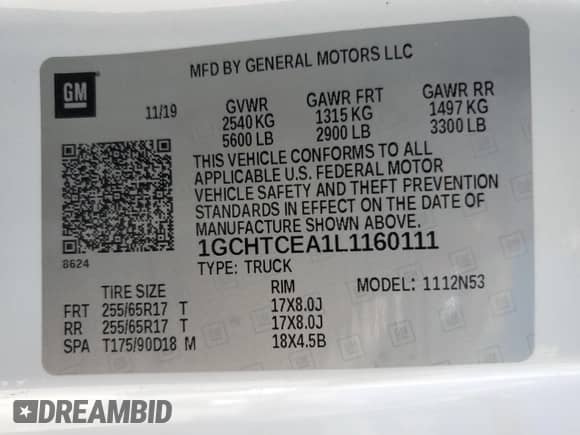 MFD BY GENERAL MOTORS LLC
GM
11/19
GVWR GAWR FRT GAWR RR
2540 KG 1315 KG 1497 KG
5600 LB 2900 LB 3300 LB
THIS VEHICLE CONFORMS TO ALL
APPLICABLE U.S. FEDERAL MOTOR
VEHICLE SAFETY AND THEFT PREVENTION
STANDARDS IN EFFECT ON THE DATE OF
MANUFACTURE SHOWN ABOVE.
8624
1GCHTCEA1L1160111
TYPE: TRUCK
TIRE SIZE RIM MODEL: 1112N53
FRT 255/65R17 T 17X8.0J
RR 255/65R17 T 17X8.0J
SPA T175/90D18 M 18X4.5B
DREAMBID